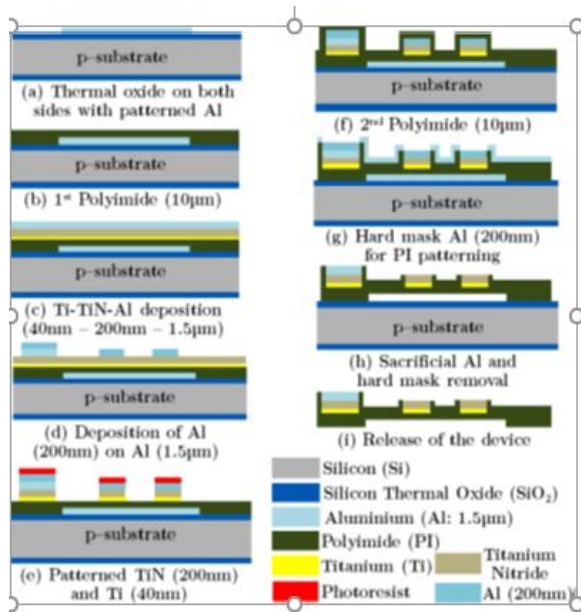 p-substrate
(a) Thermal oxide on both
sides with patterned Al
p-substrate
(b) 1st Polyimide (10μm)
p-substrate
(c) Ti-TiN-Al deposition
(40nm – 200nm – 1.5μm)
p-substrate
(d) Deposition of Al
(200nm) on Al (1.5μm)
p-substrate
(e) Patterned TiN (200nm)
and Ti (40nm)
p-substrate
(f) 2nd Polyimide (10μm)
p-substrate
(g) Hard mask Al (200nm)
for PI patterning
p-substrate
(h) Sacrificial Al and
hard mask removal
(i) Release of the device
Silicon (Si)
Silicon Thermal Oxide (SiO2)
Aluminium (Al: 1.5μm)
Polyimide (PI)
Titanium (Ti)
Titanium
Nitride
Photoresist
Al (200nm)